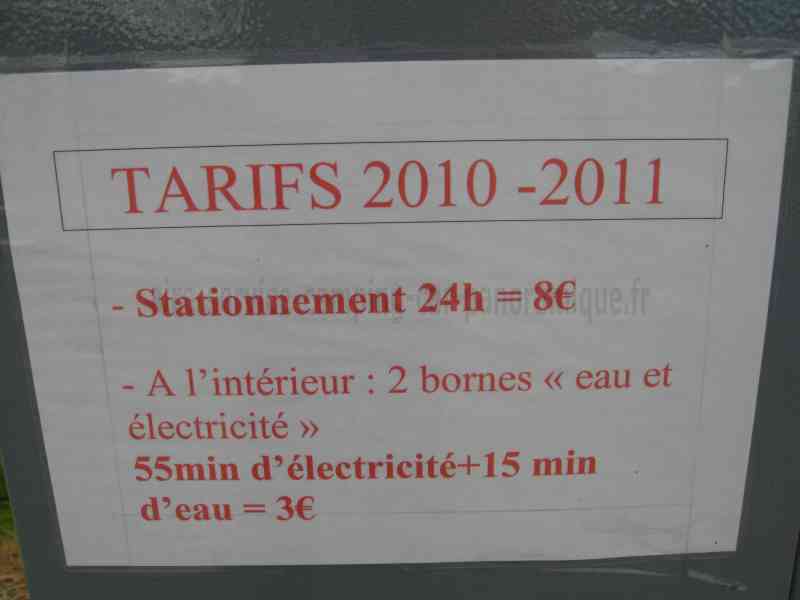 TARIFS 2010 -2011
- Stationnement 24h = 8€
- A l’intérieur : 2 bornes « eau et
électricité »
55min d’électricité+15 min
d’eau = 3€